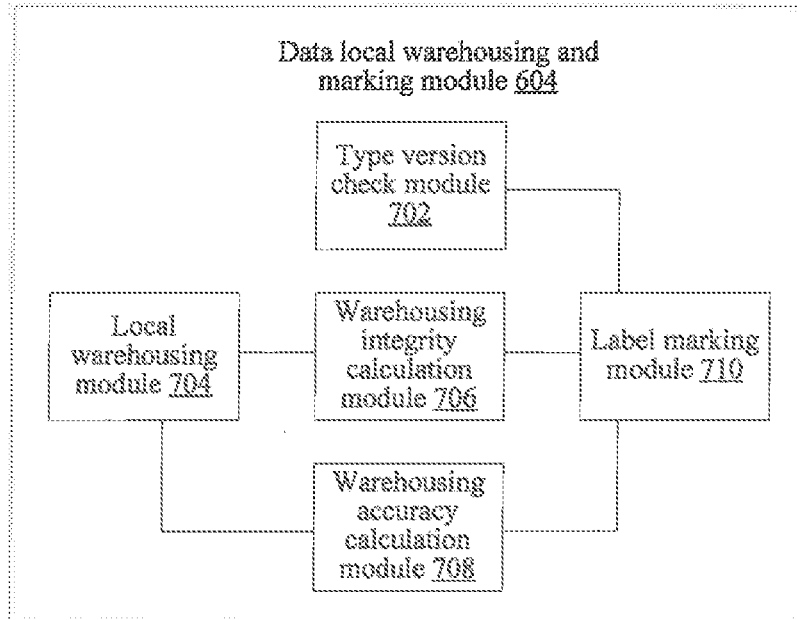 Data local warehousing and
marking module 604
Type version
check module
702
Local
warehousing
module 704
Warehousing
integrity
calculation
module 706
Label marking
module 710
Warehousing
accuracy
calculation
module 708